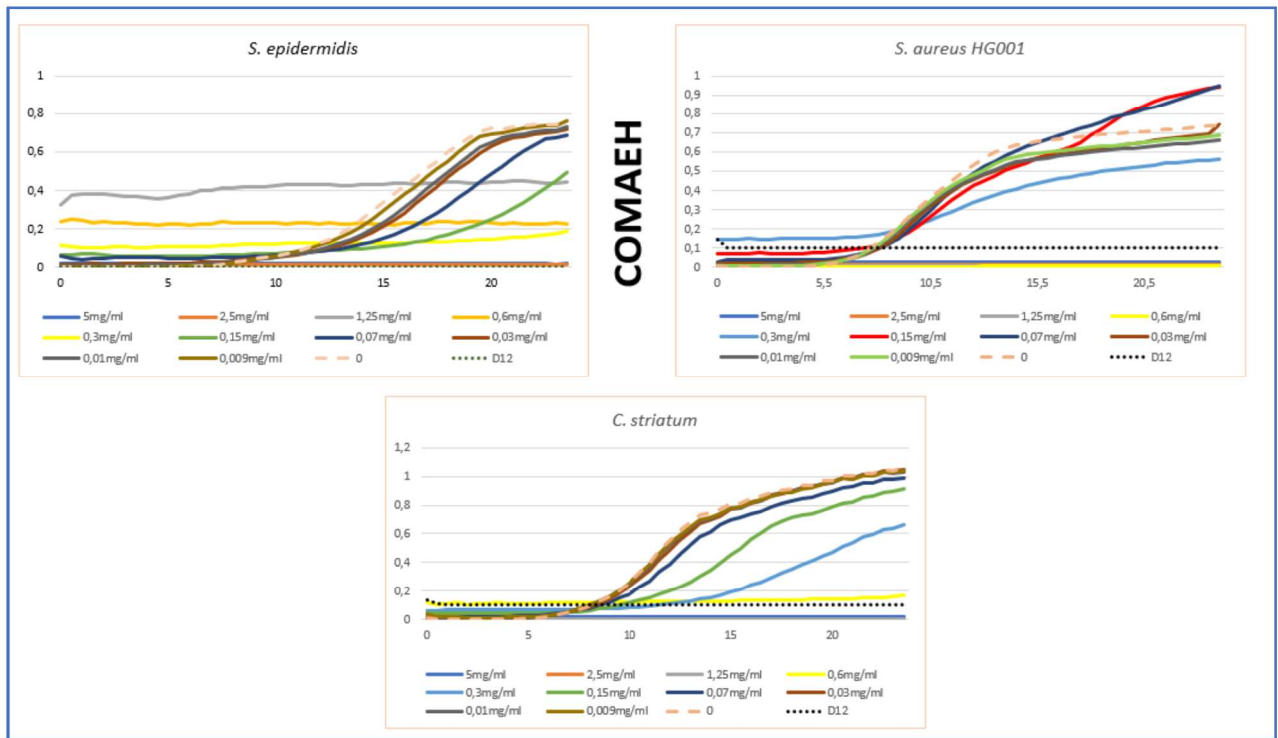 S. epidermidis
1
0,8
0,6
0,4
0,2
0
0 5 10 15 20
5mg/ml 2,5mg/ml 1,25mg/ml 0,6mg/ml
0,3mg/ml 0,15mg/ml 0,07mg/ml 0,03mg/ml
0,01mg/ml 0,009mg/ml 0 D12
COMAEH
S. aureus HG001
1
0,9
0,8
0,7
0,6
0,5
0,4
0,3
0,2
0,1
0
0 5,5 10,5 15,5 20,5
5mg/ml 2,5mg/ml 1,25mg/ml 0,6mg/ml
0,3mg/ml 0,15mg/ml 0,07mg/ml 0,03mg/ml
0,01mg/ml 0,009mg/ml 0 D12
C. striatum
1,2
1
0,8
0,6
0,4
0,2
0
0 5 10 15 20
5mg/ml 2,5mg/ml 1,25mg/ml 0,6mg/ml
0,3mg/ml 0,15mg/ml 0,07mg/ml 0,03mg/ml
0,01mg/ml 0,009mg/ml 0 D12